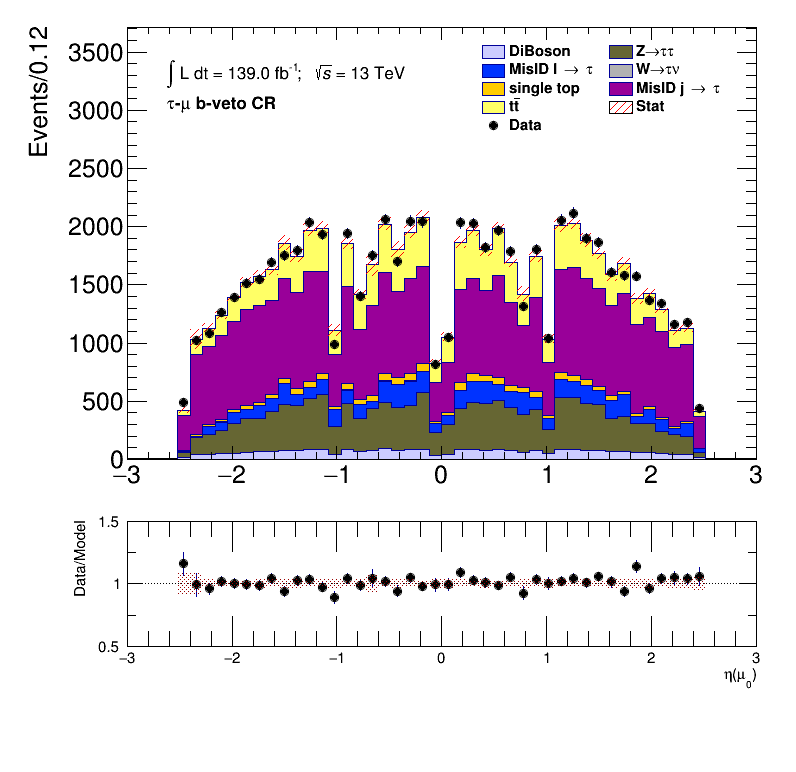 Events/0.12
3500
3000
2500
2000
1500
1000
500
0
∫ L dt = 139.0 fb⁻¹; √s = 13 TeV
τ-μ b-veto CR
DiBoson
MisID l → τ
single top
tt̄
Data
Z→ττ
W→τν
MisID j → τ
Stat
−3 −2 −1 0 1 2 3
Data/Model
1.5
1
0.5
−3 −2 −1 0 1 2 3
η(μ₀)